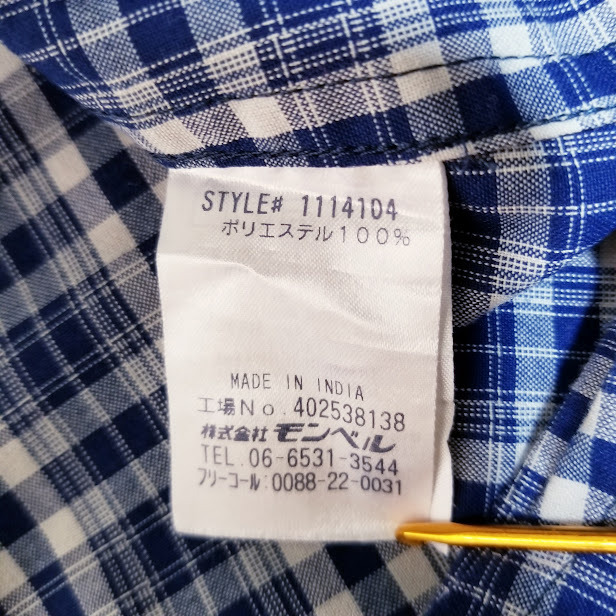 STYLE# 1114104
ポリエステル100%
MADE IN INDIA
工場No.402538138
株式会社 モンベル
TEL.06-6531-3544
フリーコール:0088-22-0031